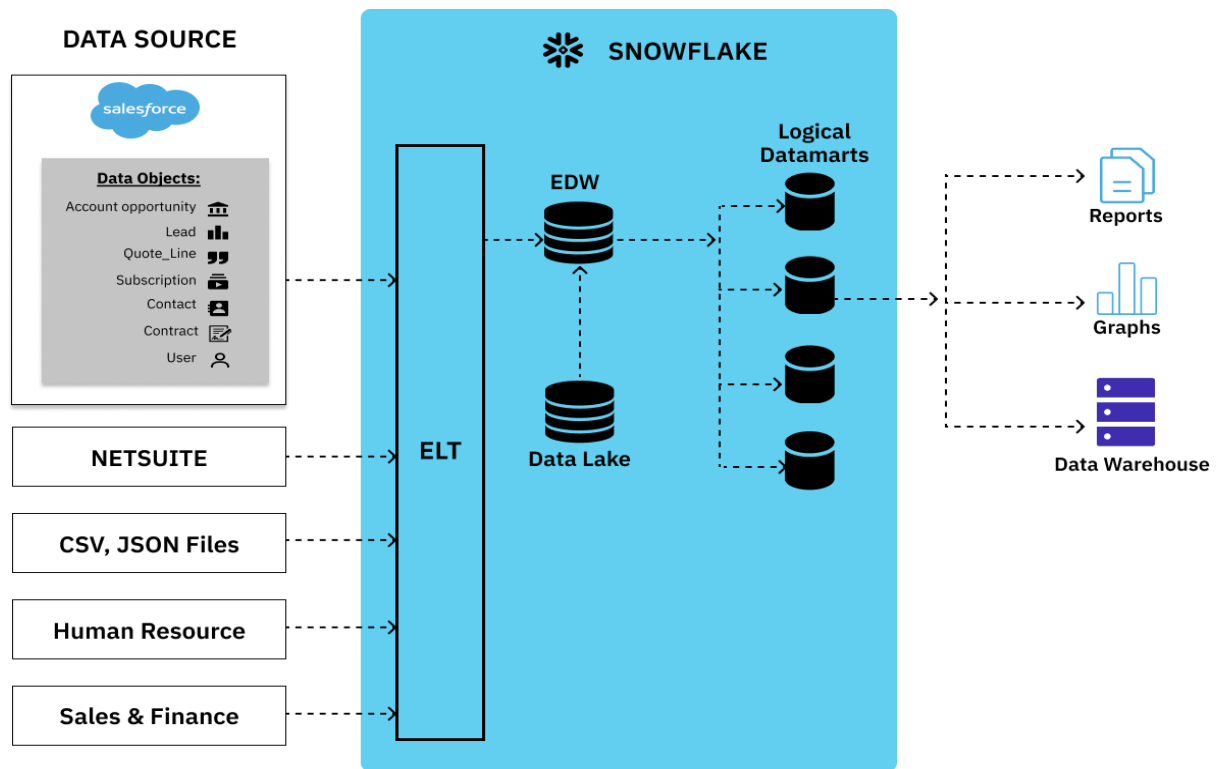 DATA SOURCE
salesforce
Data Objects:
Account opportunity
Lead
Quote_Line
Subscription
Contact
Contract
User
NETSUITE
CSV, JSON Files
Human Resource
Sales & Finance
SNOWFLAKE
ELT
EDW
Data Lake
Logical
Datamarts
Reports
Graphs
Data Warehouse